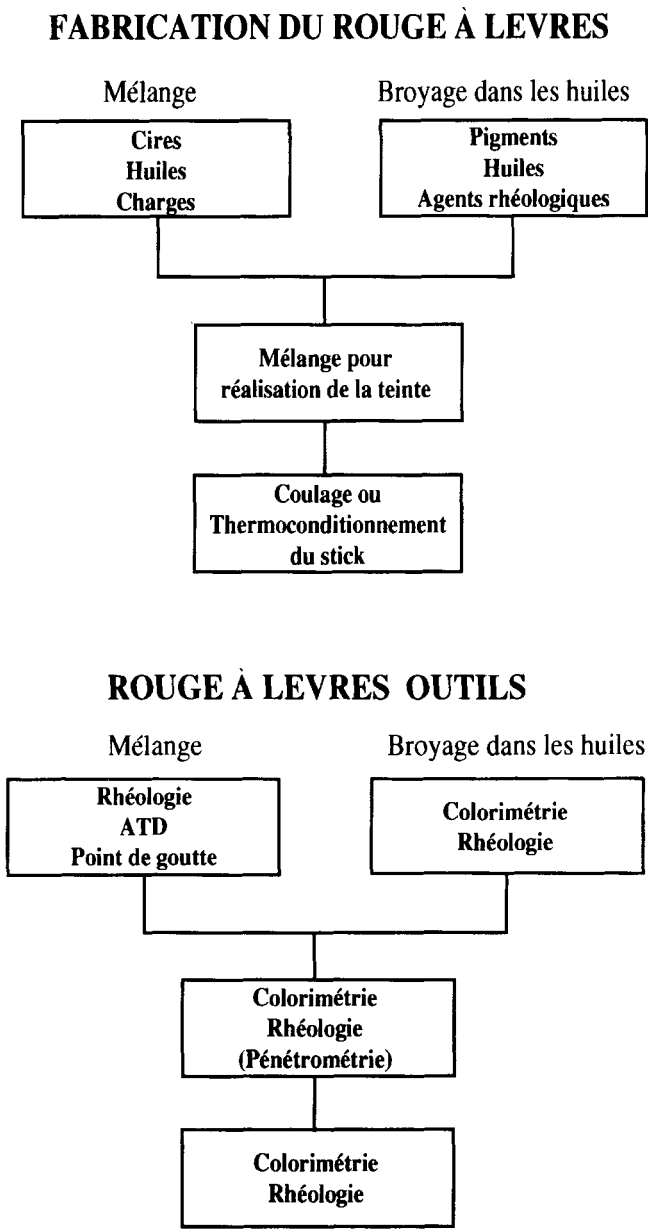 FABRICATION DU ROUGE À LEVRES
Mélange
Cires
Huiles
Charges
Broyage dans les huiles
Pigments
Huiles
Agents rhéologiques
Mélange pour
réalisation de la teinte
Coulage ou
Thermoconditionnement
du stick
ROUGE À LEVRES OUTILS
Mélange
Rhéologie
ATD
Point de goutte
Broyage dans les huiles
Colorimétrie
Rhéologie
Colorimétrie
Rhéologie
(Pénétrométrie)
Colorimétrie
Rhéologie